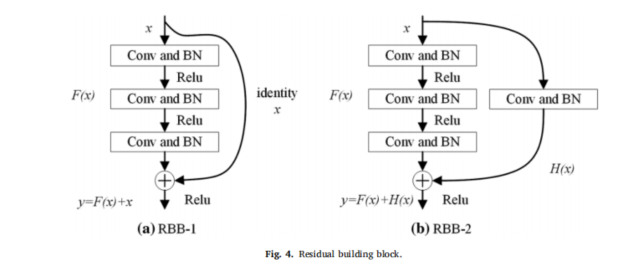 x
Conv and BN
Relu
F(x)
Conv and BN
identity
x
Relu
Conv and BN
y=F(x)+x
Relu
(a) RBB-1
x
Conv and BN
Relu
F(x)
Conv and BN
Conv and BN
Relu
Conv and BN
H(x)
y=F(x)+H(x)
Relu
(b) RBB-2
Fig. 4. Residual building block.